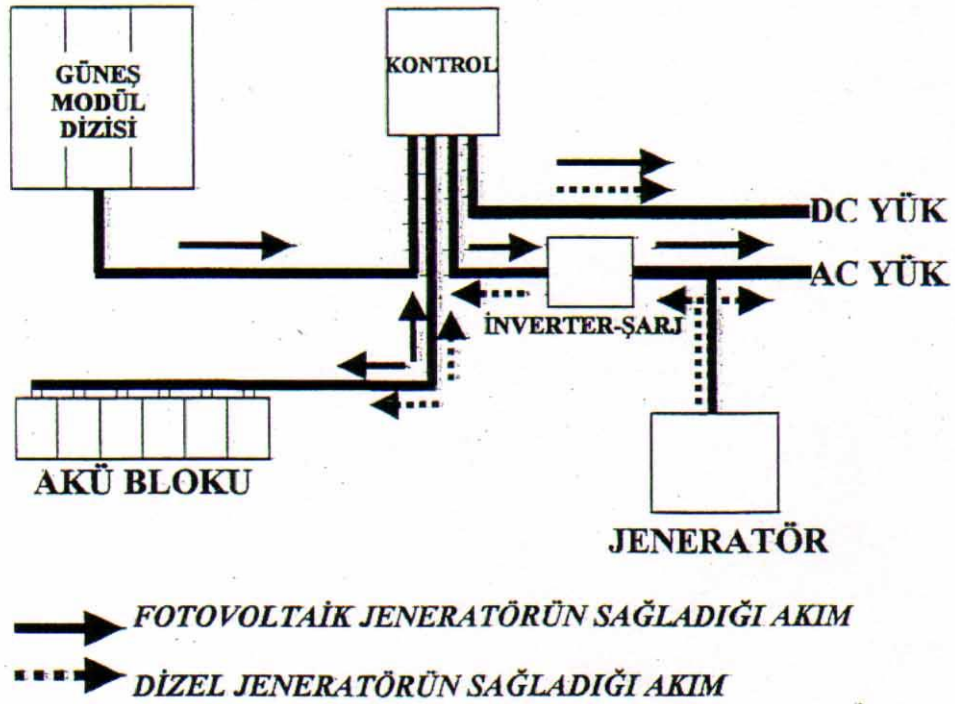 GÜNEŞ
MODÜL
DİZİSİ
KONTROL
DC YÜK
AC YÜK
İNVERTER-ŞARJ
AKÜ BLOKU
JENERATÖR
FOTOVOLTAİK JENERATÖRÜN SAĞLADIĞI AKIM
DİZEL JENERATÖRÜN SAĞLADIĞI AKIM